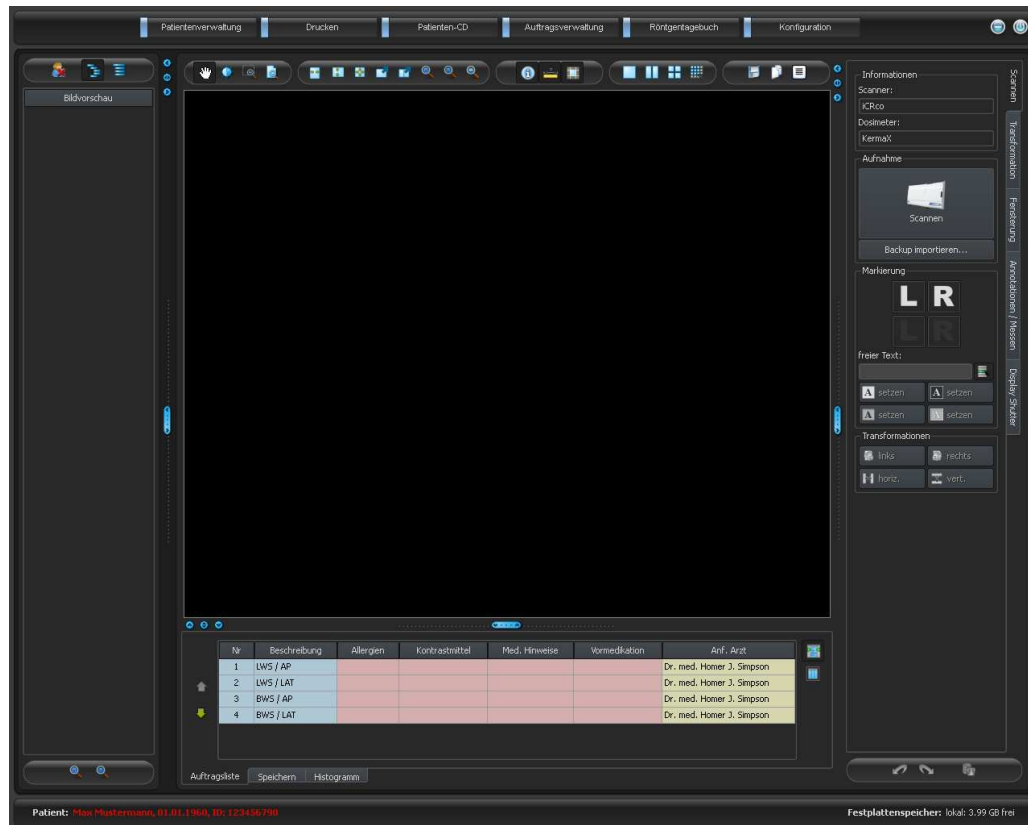 Patientenverwaltung Drucken Patienten-CD Auftragsverwaltung Röntgentagebuch Konfiguration
Bildvorschau
Informationen
Scanner:
iCRco
Dosimeter:
KermaX
Aufnahme
Scannen
Backup importieren...
Markierung
L R
L R
freier Text:
A setzen A setzen
A setzen A setzen
Transformationen
links rechts
horiz. vert.
Scannen
Transformation
Fensterung
Annotationen / Messen
Display Shutter
Nr Beschreibung Allergien Kontrastmittel Med. Hinweise Vormedikation Anf. Arzt
1 LWS / AP Dr. med. Homer J. Simpson
2 LWS / LAT Dr. med. Homer J. Simpson
3 BWS / AP Dr. med. Homer J. Simpson
4 BWS / LAT Dr. med. Homer J. Simpson
Auftragsliste Speichern Histogramm
Patient: Max Mustermann, 01.01.1960, ID: 123456790 Festplattenspeicher: lokal: 3.99 GB frei